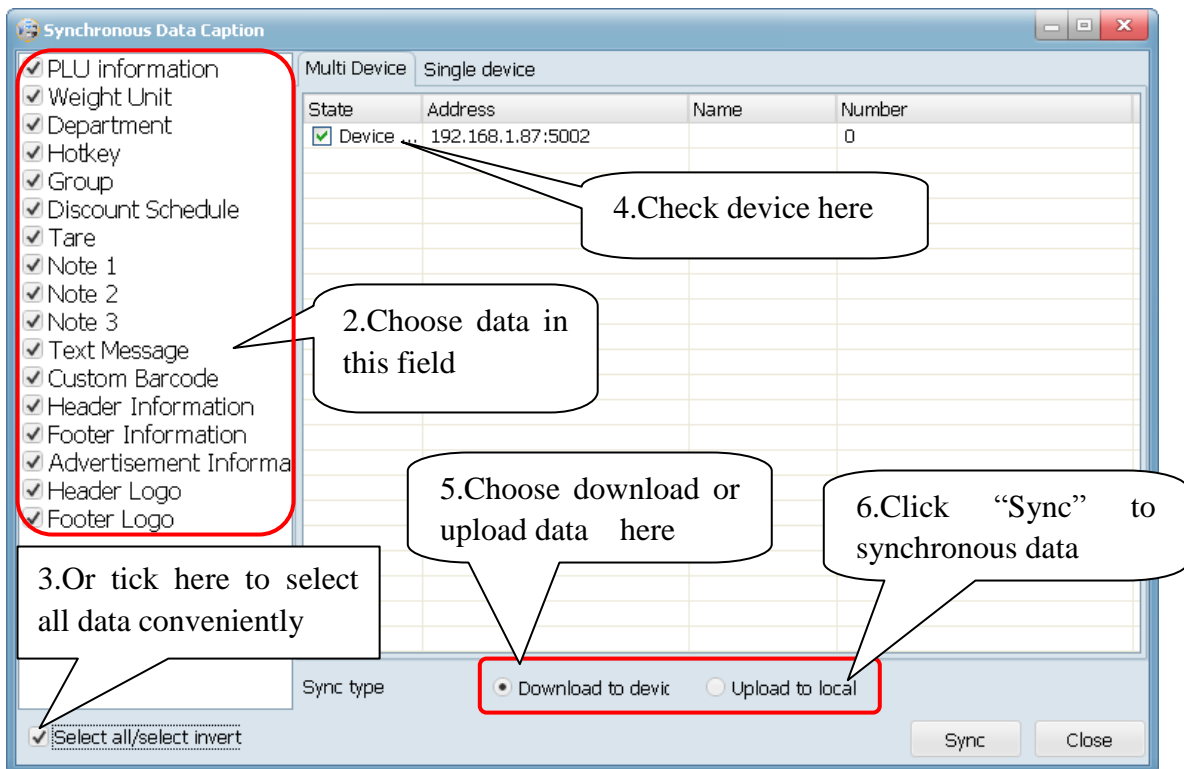 Synchronous Data Caption
PLU information
Weight Unit
Department
Hotkey
Group
Discount Schedule
Tare
Note 1
Note 2
Note 3
Text Message
Custom Barcode
Header Information
Footer Information
Advertisement Informa
Header Logo
Footer Logo
Multi Device Single device
State Address Name Number
Device ... 192.168.1.87:5002 0
4.Check device here
2.Choose data in
this field
5.Choose download or
upload data here
6.Click “Sync” to
synchronous data
3.Or tick here to select
all data conveniently
Sync type Download to devic Upload to local
Select all/select invert
Sync Close